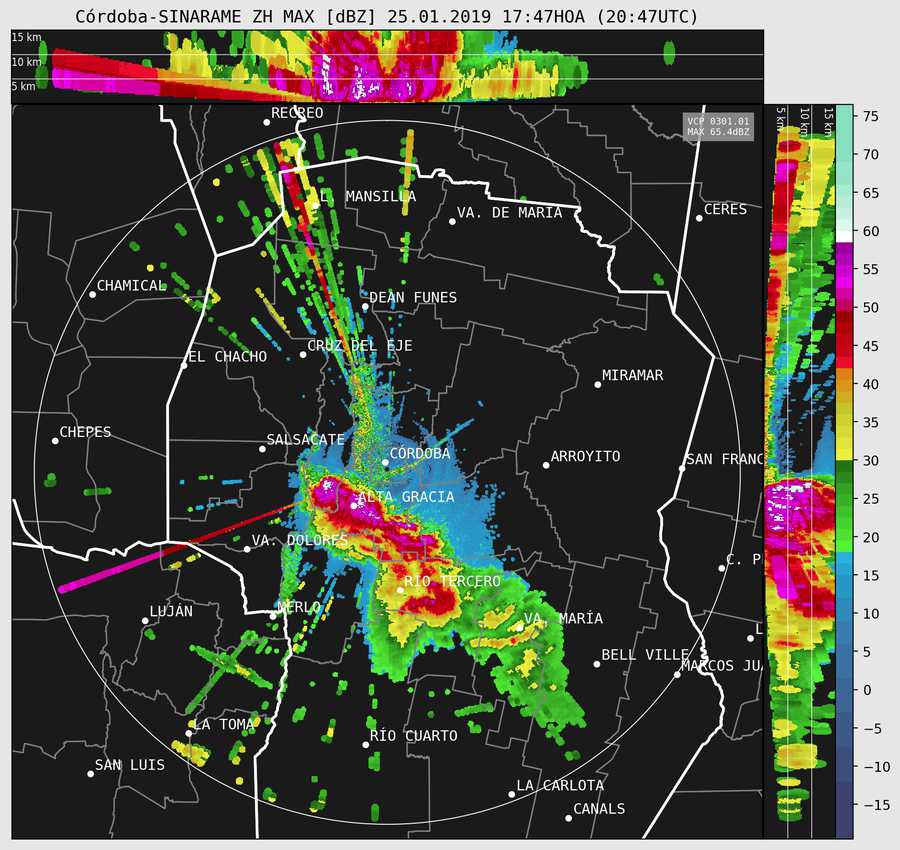 Córdoba-SINARAME ZH MAX [dBZ] 25.01.2019 17:47HOA (20:47UTC)
15 km
10 km
5 km
RECREO
VCP 0301.01
MAX 65.4dBZ
5 km
10 km
15 km
75
70
65
60
55
50
45
40
35
30
25
20
15
10
5
0
−5
−10
−15
L. MANSILLA
VA. DE MARÍA
CERES
CHAMICAL
DEAN FUNES
CRUZ DEL EJE
EL CHACHO
MIRAMAR
CHEPES
SALSACATE
CÓRDOBA
ARROYITO
SAN FRANC
ALTA GRACIA
VA. DOLORES
C. P
RÍO TERCERO
LUJÁN
MERLO
VA. MARÍA
L
BELL VILLE
MARCOS JUÁ
LA TOMA
RÍO CUARTO
SAN LUIS
LA CARLOTA
CANALS